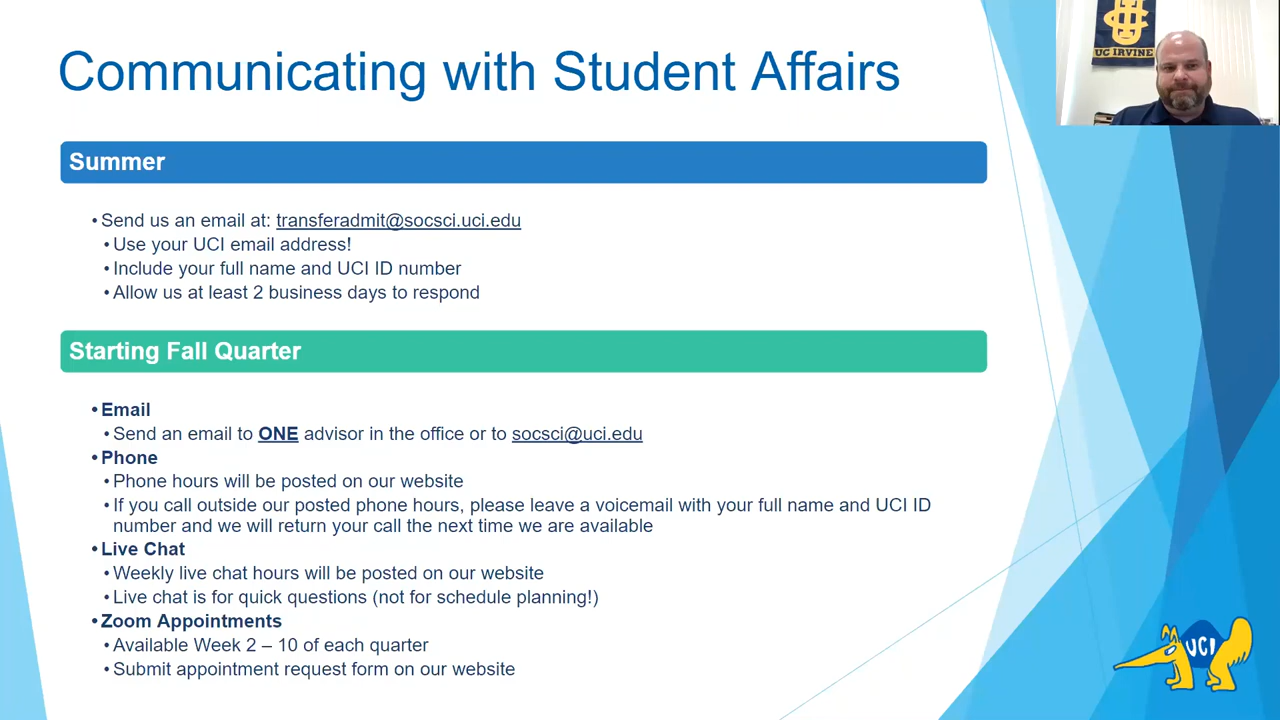 UC IRVINE
Communicating with Student Affairs
Summer
• Send us an email at: transferadmit@socsci.uci.edu
• Use your UCI email address!
• Include your full name and UCI ID number
• Allow us at least 2 business days to respond
Starting Fall Quarter
• Email
• Send an email to ONE advisor in the office or to socsci@uci.edu
• Phone
• Phone hours will be posted on our website
• If you call outside our posted phone hours, please leave a voicemail with your full name and UCI ID
number and we will return your call the next time we are available
• Live Chat
• Weekly live chat hours will be posted on our website
• Live chat is for quick questions (not for schedule planning!)
• Zoom Appointments
• Available Week 2 – 10 of each quarter
• Submit appointment request form on our website
UCI